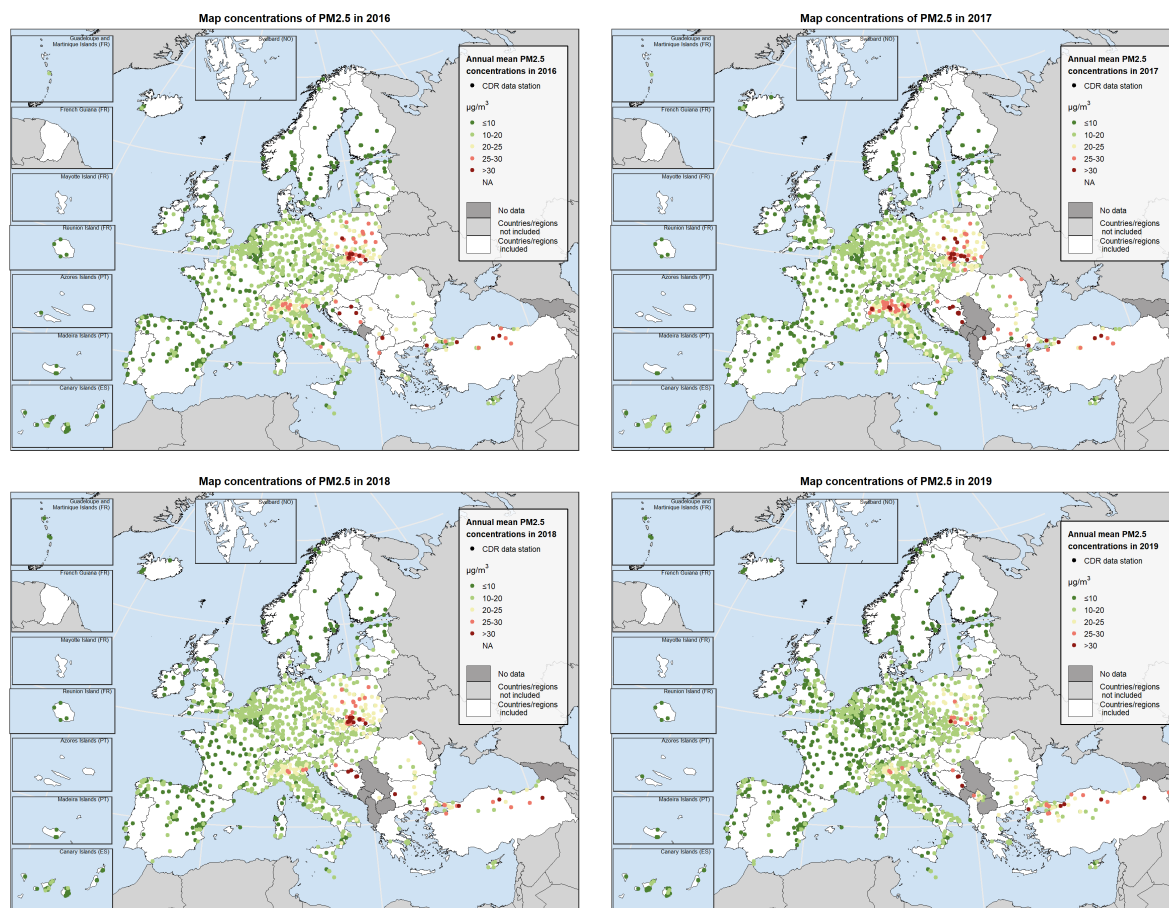 Map concentrations of PM2.5 in 2016
Guadeloupe and
Martinique Islands (FR)
Svalbard (NO)
French Guiana (FR)
Mayotte Island (FR)
Reunion Island (FR)
Azores Islands (PT)
Madeira Islands (PT)
Canary Islands (ES)
Annual mean PM2.5
concentrations in 2016
CDR data station
µg/m³
≤10
10-20
20-25
25-30
>30
NA
No data
Countries/regions
not included
Countries/regions
included
Map concentrations of PM2.5 in 2017
Guadeloupe and
Martinique Islands (FR)
Svalbard (NO)
French Guiana (FR)
Mayotte Island (FR)
Reunion Island (FR)
Azores Islands (PT)
Madeira Islands (PT)
Canary Islands (ES)
Annual mean PM2.5
concentrations in 2017
CDR data station
µg/m³
≤10
10-20
20-25
25-30
>30
NA
No data
Countries/regions
not included
Countries/regions
included
Map concentrations of PM2.5 in 2018
Guadeloupe and
Martinique Islands (FR)
Svalbard (NO)
French Guiana (FR)
Mayotte Island (FR)
Reunion Island (FR)
Azores Islands (PT)
Madeira Islands (PT)
Canary Islands (ES)
Annual mean PM2.5
concentrations in 2018
CDR data station
µg/m³
≤10
10-20
20-25
25-30
>30
NA
No data
Countries/regions
not included
Countries/regions
included
Map concentrations of PM2.5 in 2019
Guadeloupe and
Martinique Islands (FR)
Svalbard (NO)
French Guiana (FR)
Mayotte Island (FR)
Reunion Island (FR)
Azores Islands (PT)
Madeira Islands (PT)
Canary Islands (ES)
Annual mean PM2.5
concentrations in 2019
CDR data station
µg/m³
≤10
10-20
20-25
25-30
>30
No data
Countries/regions
not included
Countries/regions
included